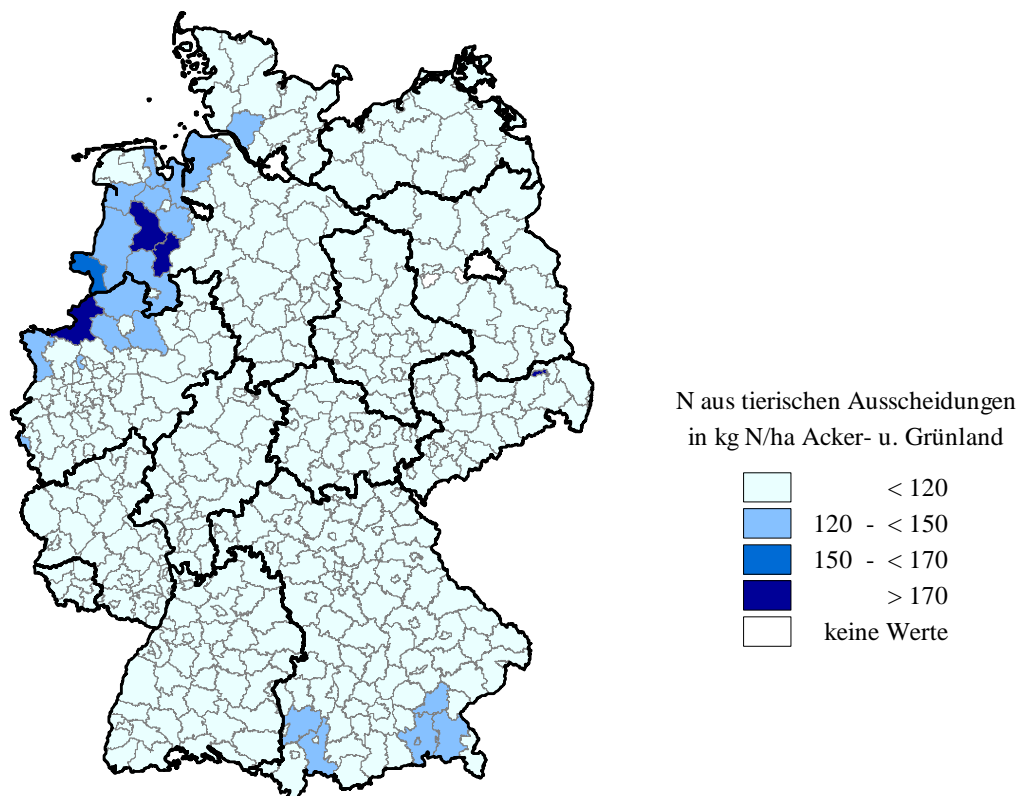 N aus tierischen Ausscheidungen
in kg N/ha Acker- u. Grünland
< 120
120 - < 150
150 - < 170
> 170
keine Werte